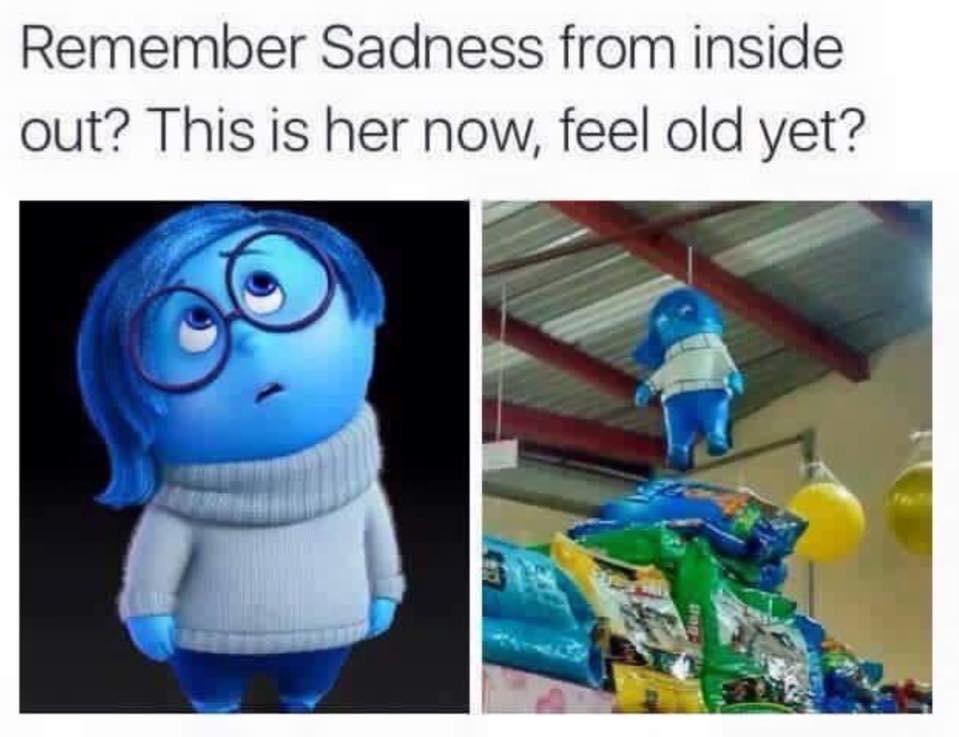 Remember Sadness from inside
out? This is her now, feel old yet?